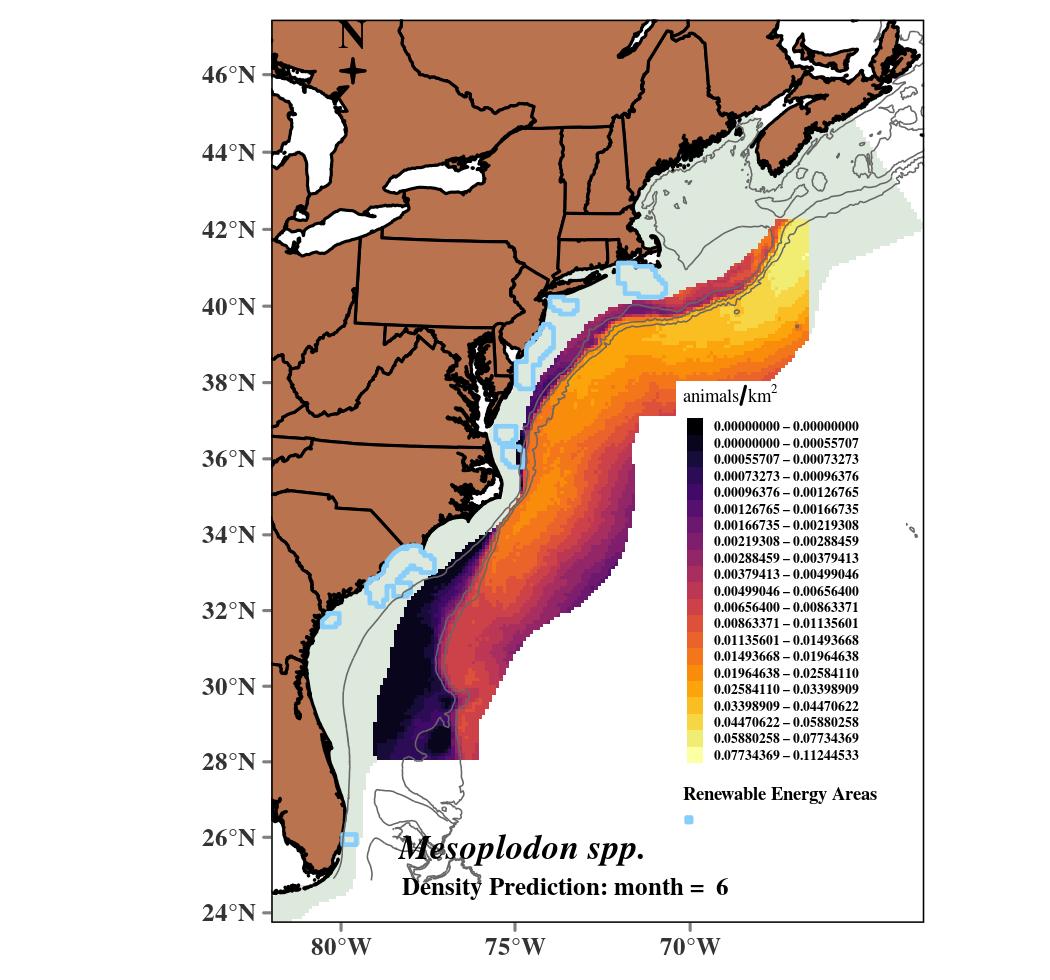 N
46°N
44°N
42°N
40°N
38°N
36°N
34°N
32°N
30°N
28°N
26°N
24°N
80°W
75°W
70°W
animals/km²
0.00000000 – 0.00000000
0.00000000 – 0.00055707
0.00055707 – 0.00073273
0.00073273 – 0.00096376
0.00096376 – 0.00126765
0.00126765 – 0.00166735
0.00166735 – 0.00219308
0.00219308 – 0.00288459
0.00288459 – 0.00379413
0.00379413 – 0.00499046
0.00499046 – 0.00656400
0.00656400 – 0.00863371
0.00863371 – 0.01135601
0.01135601 – 0.01493668
0.01493668 – 0.01964638
0.01964638 – 0.02584110
0.02584110 – 0.03398909
0.03398909 – 0.04470622
0.04470622 – 0.05880258
0.05880258 – 0.07734369
0.07734369 – 0.11244533
Renewable Energy Areas
Mesoplodon spp.
Density Prediction: month = 6